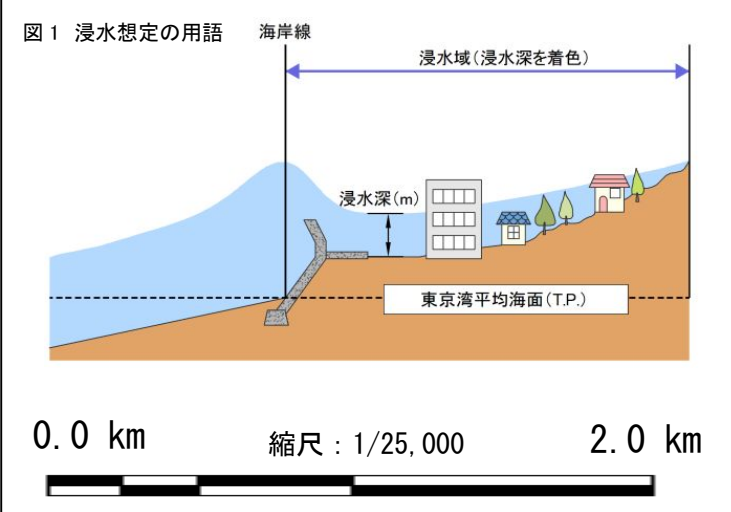 図1 浸水想定の用語
海岸線
浸水域(浸水深を着色)
浸水深(m)
東京湾平均海面(T.P.)
0.0 km
縮尺：1/25,000
2.0 km